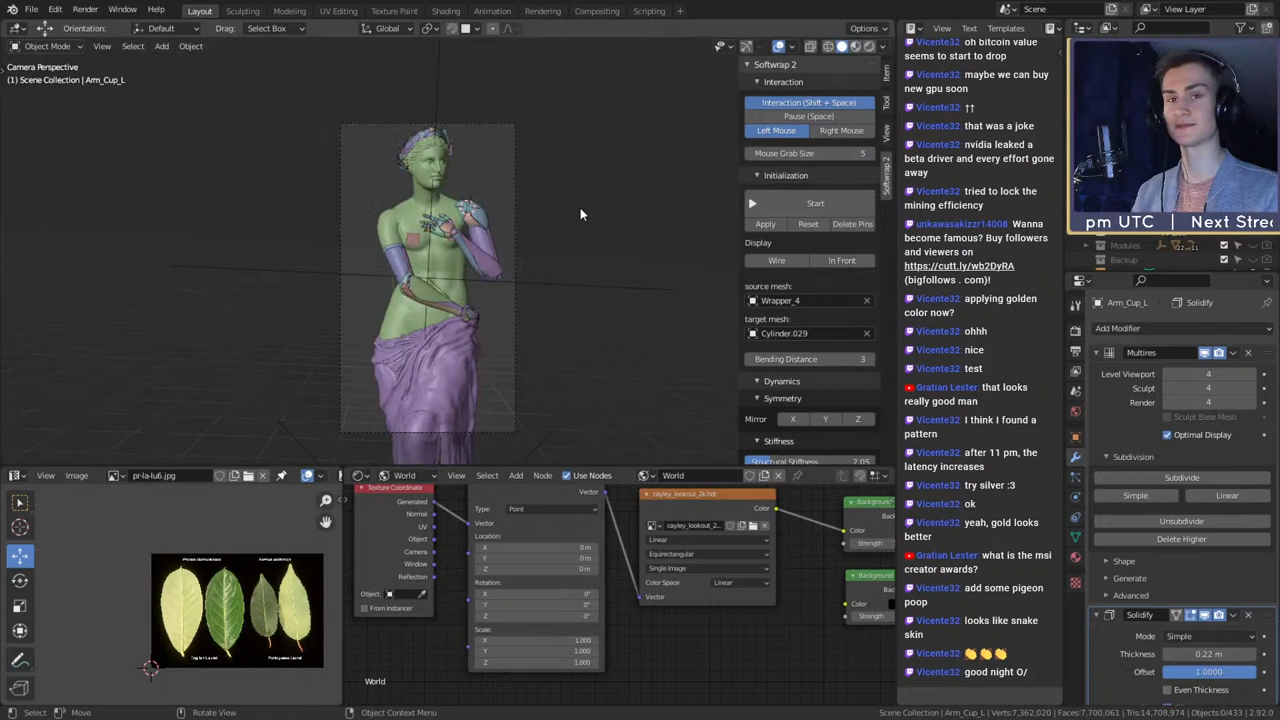 File Edit Render Window Help Layout Sculpting Modeling UV Editing Texture Paint Shading Animation Rendering Compositing Scripting Scene View Layer
Orientation: Default Drag: Select Box Global Options View Text Templates
Object Mode View Select Add Object
Camera Perspective
(1) Scene Collection | Arm_Cup_L
Softwrap 2
Interaction
Interaction (Shift + Space)
Pause (Space)
Left Mouse Right Mouse
Mouse Grab Size 5
Initialization
Start
Apply Reset Delete Pins
Display
Wire In Front
source mesh:
Wrapper_4
target mesh:
Cylinder.029
Bending Distance 3
Dynamics
Symmetry
Mirror X Y Z
Stiffness
Structural Stiffness 2.05
Item
Tool
View
Softwrap 2
Vicente32: oh bitcoin value
seems to start to drop
Vicente32: maybe we can buy
new gpu soon
Vicente32: ↑↑
Vicente32: that was a joke
Vicente32: nvidia leaked a
beta driver and every effort gone
away
Vicente32: tried to lock the
mining efficiency
unkawasakizzr14008: Wanna
become famous? Buy followers
and viewers on
https://cutt.ly/wb2DyRA
(bigfollows . com)!
Vicente32: applying golden
color now?
Vicente32: ohhh
Vicente32: nice
Vicente32: test
Gratian Lester: that looks
really good man
Vicente32: I think I found a
pattern
Vicente32: after 11 pm, the
latency increases
Vicente32: try silver :3
Vicente32: ok
Vicente32: yeah, gold looks
better
Gratian Lester: what is the msi
creator awards?
Vicente32: add some pigeon
poop
Vicente32: looks like snake
skin
Vicente32: 👏👏👏
Vicente32: good night O/
pm UTC | Next Stre
Modules
Backup
Arm_Cup_L Solidify
Add Modifier
Multires
Level Viewport 4
Sculpt 4
Render 4
Sculpt Base Mesh
Optimal Display
Subdivision
Subdivide
Simple Linear
Unsubdivide
Delete Higher
Shape
Generate
Advanced
Solidify
Mode Simple
Thickness 0.22 m
Offset 1.0000
Even Thickness
View Image pr-la-lu6.jpg World View Select Add Node Use Nodes World
Texture Coordinate
Generated
Normal
UV
Object
Camera
Window
Reflection
Object:
From Instancer
Vector
Type: Point
Vector
Location:
X 0 m
Y 0 m
Z 0 m
Rotation:
X 0°
Y 0°
Z 0°
Scale:
X 1.000
Y 1.000
Z 1.000
cayley_lookout_2k.hdr
Color
cayley_lookout_2...
Linear
Equirectangular
Single Image
Color Space Linear
Vector
Background
Bac
Color
Strength
Background
Bac
Color
Strength
World
Select Move Rotate View Object Context Menu Scene Collection | Arm_Cup_L | Verts:7,362,020 | Faces:7,700,061 | Tris:14,708,974 | Objects:0/433 | 2.92.0